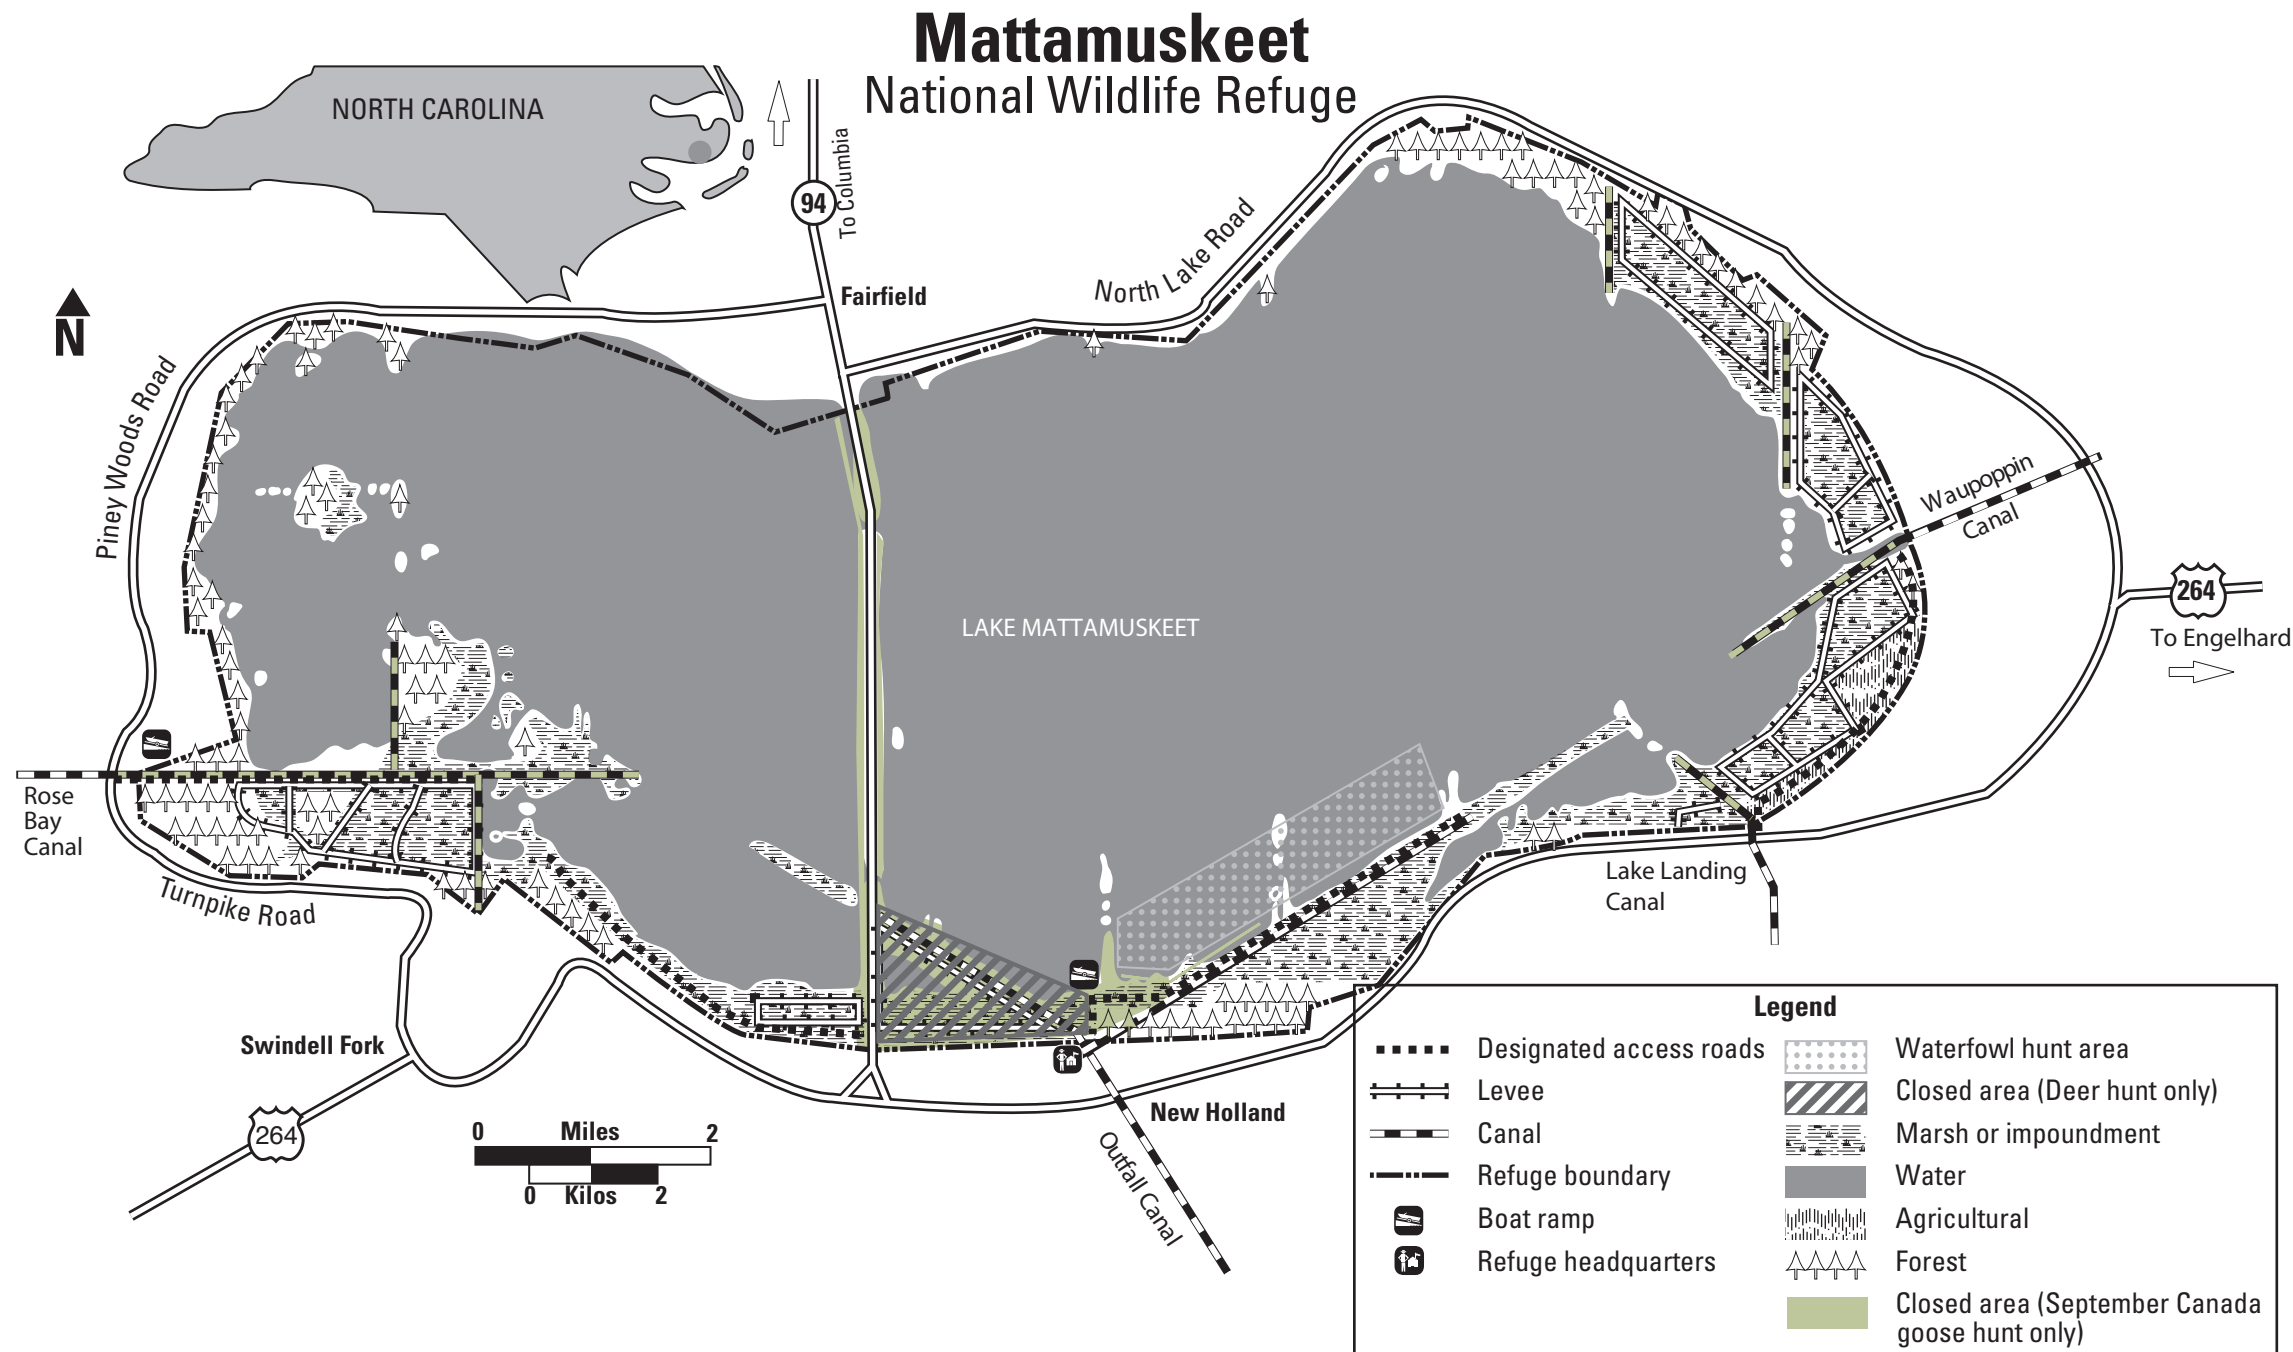 Mattamuskeet
National Wildlife Refuge
NORTH CAROLINA
To Columbia
94
N
Fairfield
North Lake Road
Piney Woods Road
Waupoppin
Canal
264
To Engelhard
LAKE MATTAMUSKEET
Rose
Bay
Canal
Turnpike Road
Lake Landing
Canal
Swindell Fork
264
New Holland
Outfall Canal
0 Miles 2
0 Kilos 2
Legend
Designated access roads
Levee
Canal
Refuge boundary
Boat ramp
Refuge headquarters
Waterfowl hunt area
Closed area (Deer hunt only)
Marsh or impoundment
Water
Agricultural
Forest
Closed area (September Canada
goose hunt only)